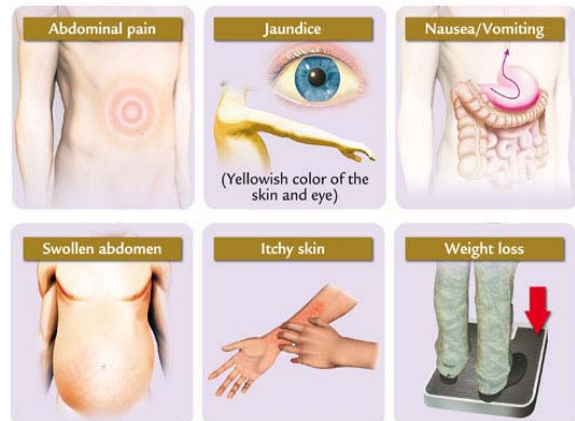 Abdominal pain
Jaundice
Nausea/Vomiting
(Yellowish color of the
skin and eye)
Swollen abdomen
Itchy skin
Weight loss